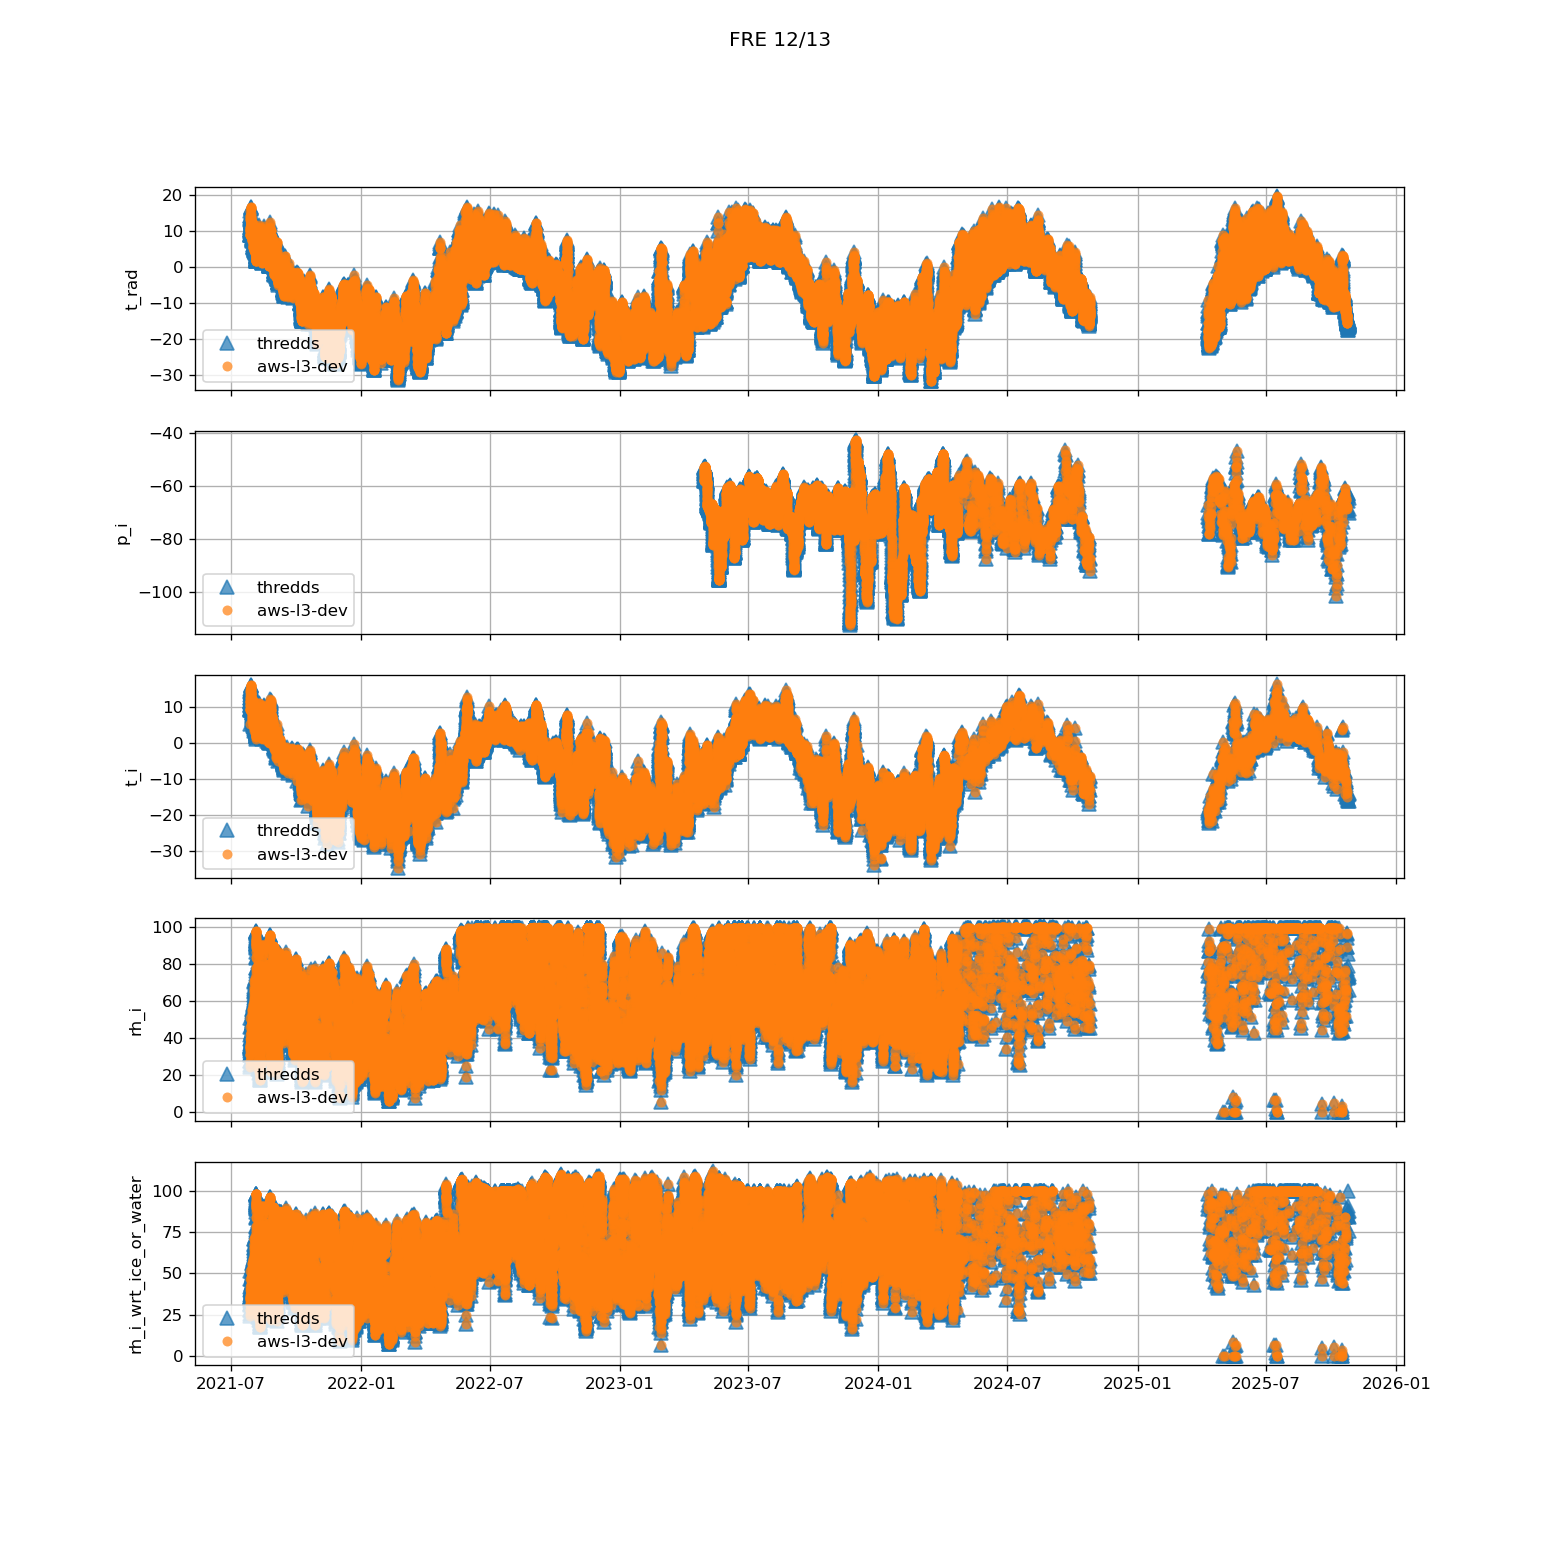 FRE 12/13
20
10
0
−10
−20
−30
t_rad
thredds
aws-l3-dev
−40
−60
−80
−100
p_i
thredds
aws-l3-dev
10
0
−10
−20
−30
t_i
thredds
aws-l3-dev
100
80
60
40
20
0
rh_i
thredds
aws-l3-dev
100
75
50
25
0
rh_i_wrt_ice_or_water
thredds
aws-l3-dev
2021-07 2022-01 2022-07 2023-01 2023-07 2024-01 2024-07 2025-01 2025-07 2026-01